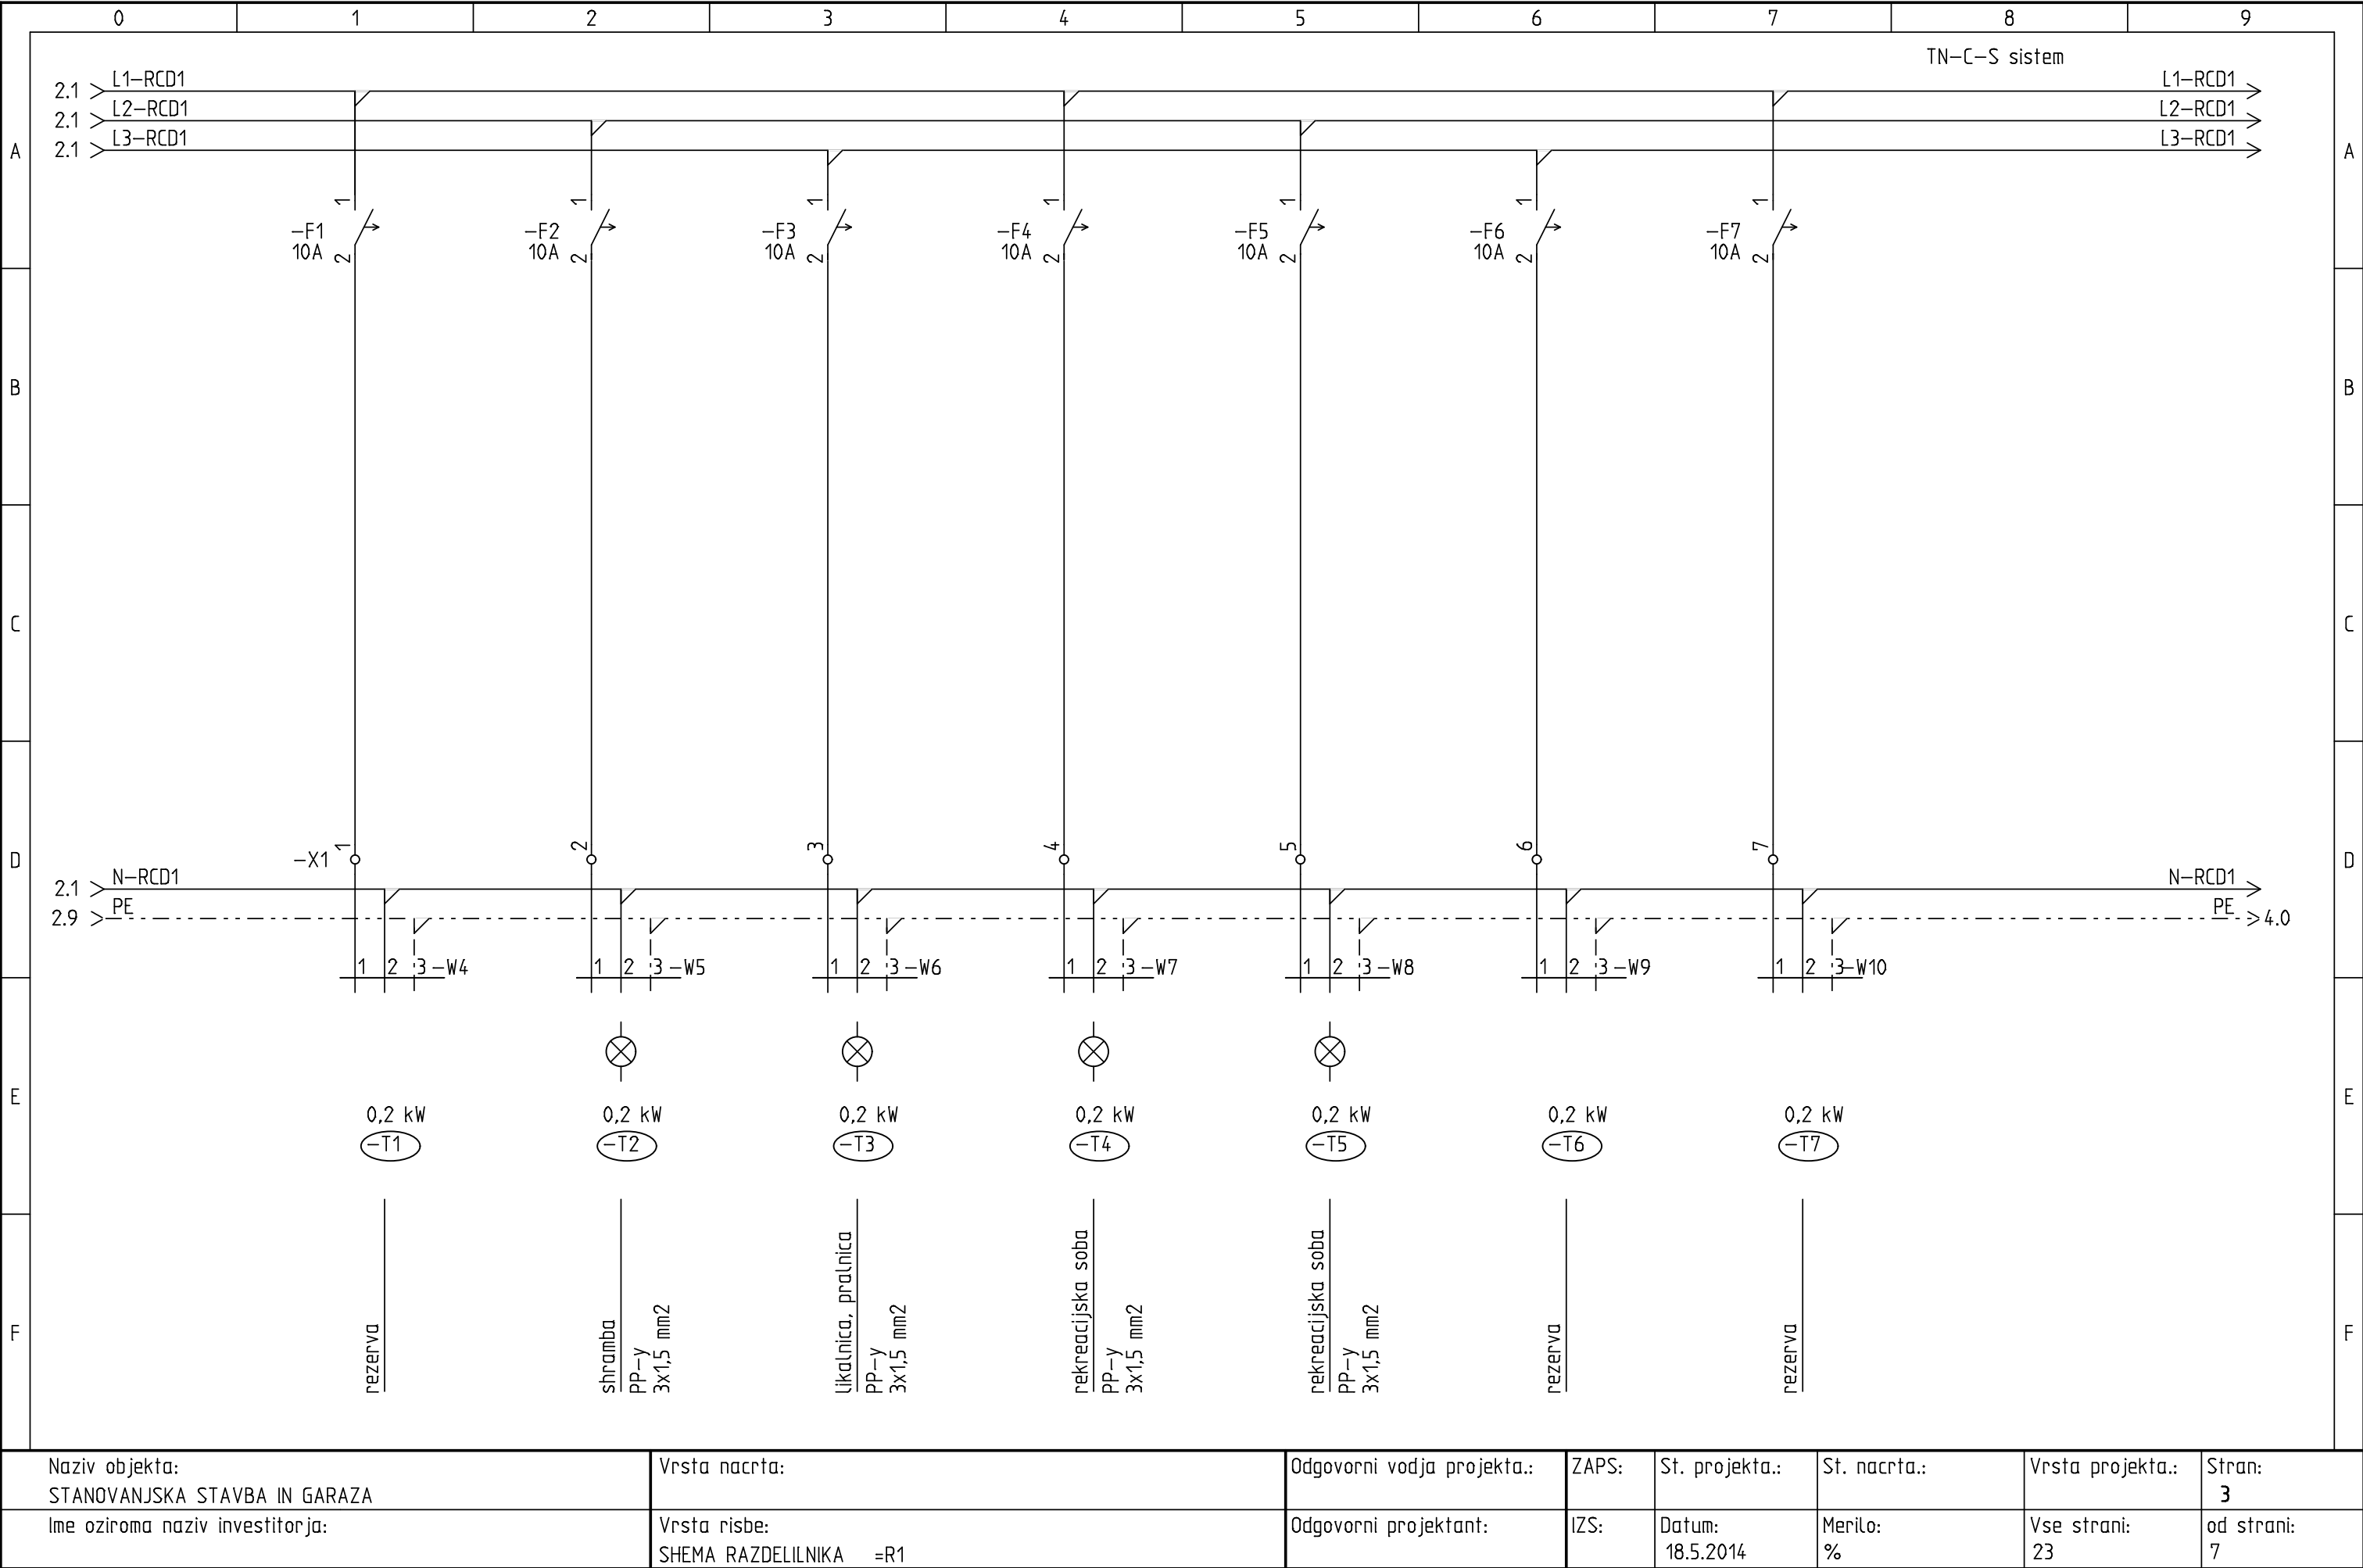 0 1 2 3 4 5 6 7 8 9
TN-C-S sistem
2.1 L1-RCD1 L1-RCD1
2.1 L2-RCD1 L2-RCD1
2.1 L3-RCD1 L3-RCD1
A A
1 1 1 1 1 1 1
-F1 -F2 -F3 -F4 -F5 -F6 -F7
10A 10A 10A 10A 10A 10A 10A
2 2 2 2 2 2 2
B B
C C
-X1 1 2 3 4 5 6 7
D D
2.1 N-RCD1 N-RCD1
2.9 PE PE 4.0
1 2 3 -W4 1 2 3 -W5 1 2 3 -W6 1 2 3 -W7 1 2 3 -W8 1 2 3 -W9 1 2 3 -W10
E E
0,2 kW 0,2 kW 0,2 kW 0,2 kW 0,2 kW 0,2 kW 0,2 kW
-T1 -T2 -T3 -T4 -T5 -T6 -T7
F F
rezerva
shramba
PP-y
3x1,5 mm2
likalnica, pralnica
PP-y
3x1,5 mm2
rekreacijska soba
PP-y
3x1,5 mm2
rekreacijska soba
PP-y
3x1,5 mm2
rezerva
rezerva
Naziv objekta:
STANOVANJSKA STAVBA IN GARAZA
Ime oziroma naziv investitorja:
Vrsta nacrta:
Vrsta risbe:
SHEMA RAZDELILNIKA =R1
Odgovorni vodja projekta.:
Odgovorni projektant:
ZAPS:
IZS:
St. projekta.:
Datum:
18.5.2014
St. nacrta.:
Merilo:
%
Vrsta projekta.:
Vse strani:
23
Stran:
3
od strani:
7